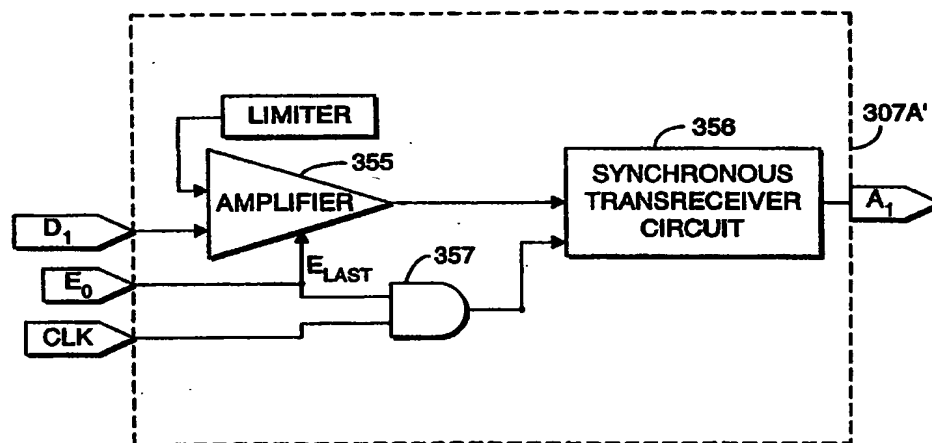 LIMITER
355
356
307A'
AMPLIFIER
SYNCHRONOUS
TRANSRECEIVER
CIRCUIT
A1
D1
E0
ELAST
357
CLK